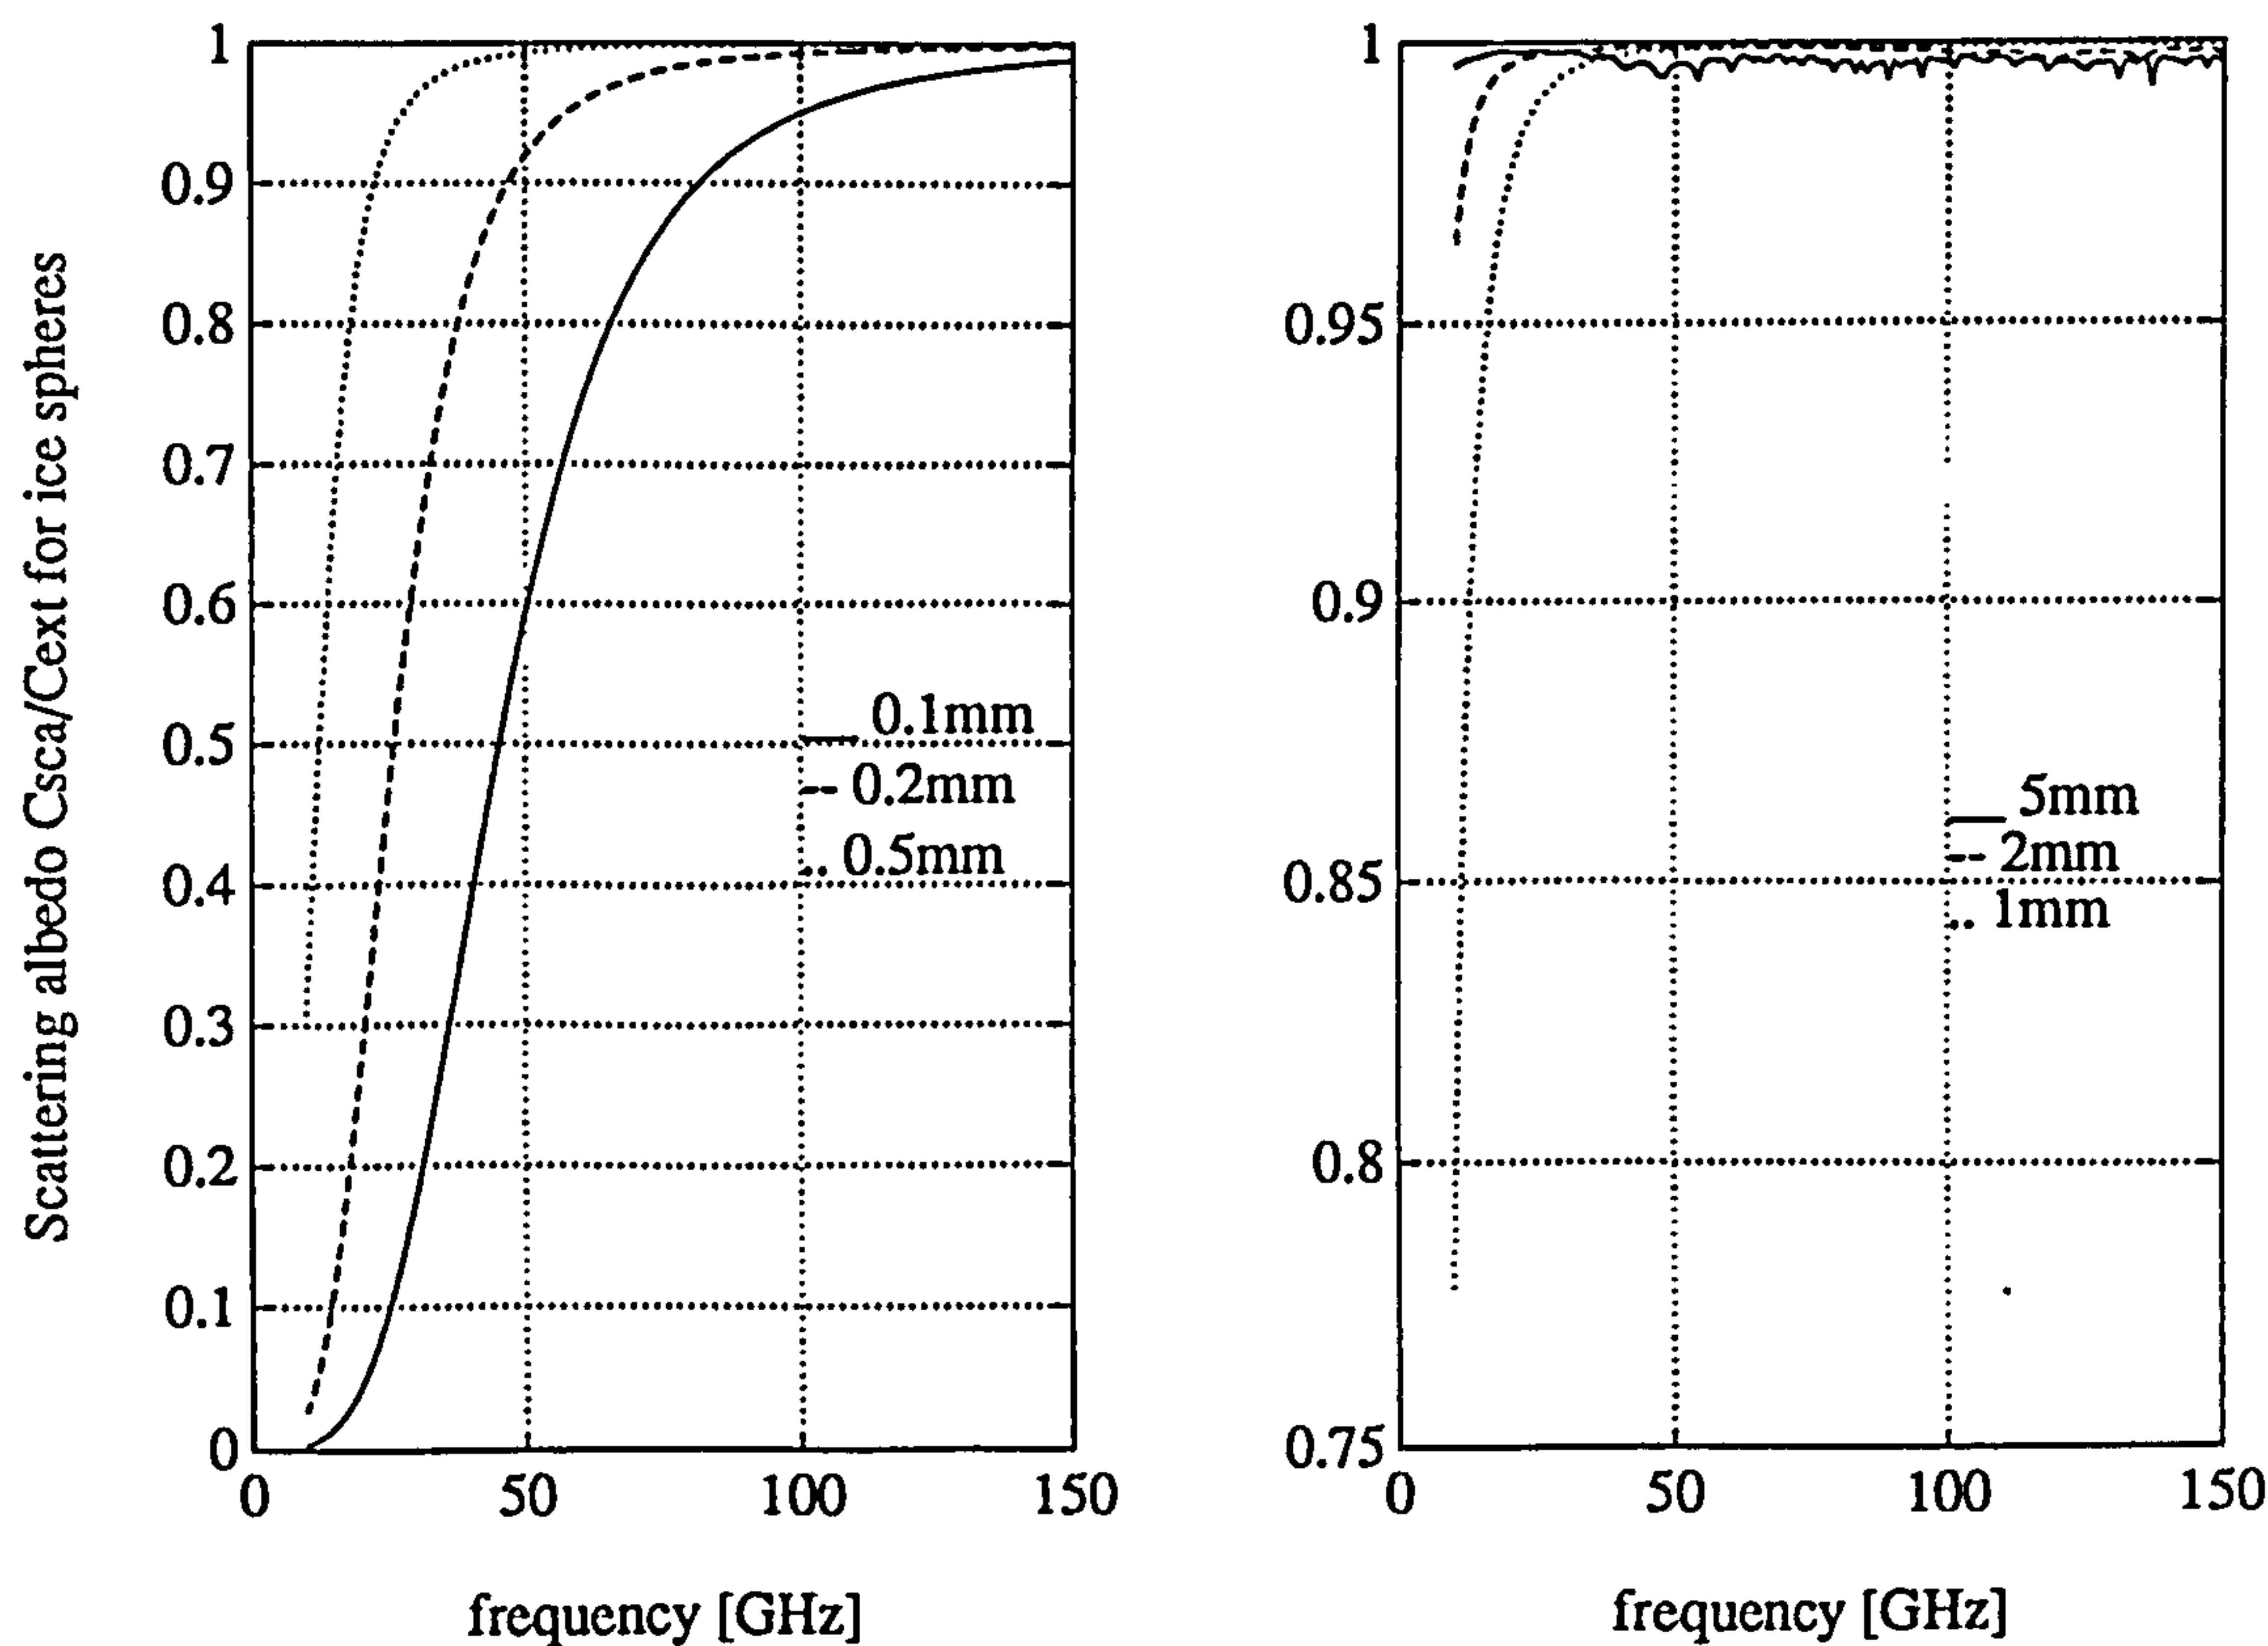 Scattering albedo Csca/Cext for ice spheres
1
0.9
0.8
0.7
0.6
0.5
0.4
0.3
0.2
0.1
0
0
50
100
150
0.1mm
0.2mm
0.5mm
frequency [GHz]
1
0.95
0.9
0.85
0.8
0.75
0
50
100
150
5mm
2mm
1mm
frequency [GHz]